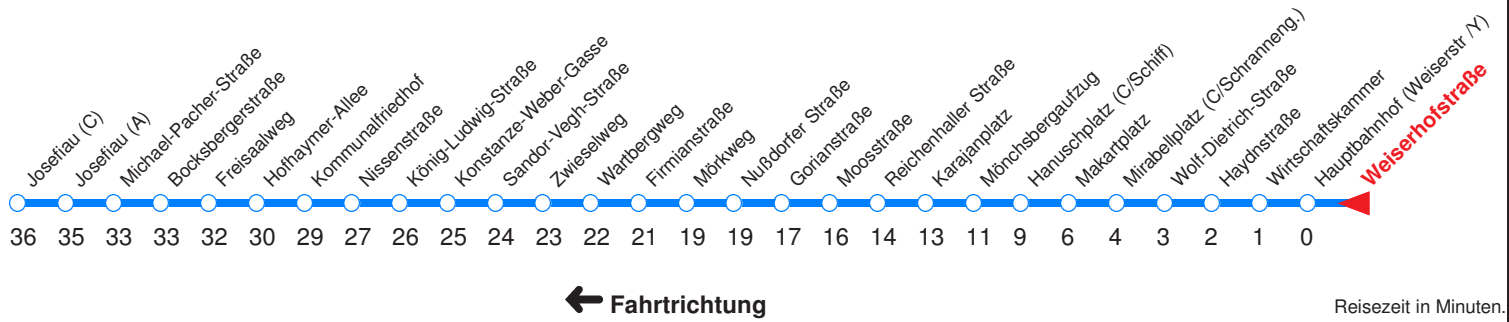 Josefiau (C)
Josefiau (A)
Michael-Pacher-Straße
Bocksbergerstraße
Freisaalweg
Hofhaymer-Allee
Kommunalfriedhof
Nissenstraße
König-Ludwig-Straße
Konstanze-Weber-Gasse
Sandor-Vegh-Straße
Zwieselweg
Wartbergweg
Firmianstraße
Mörkweg
Nußdorfer Straße
Gorianstraße
Moosstraße
Reichenhaller Straße
Karajanplatz
Mönchsbergaufzug
Hanuschplatz (C/Schiff)
Makartplatz
Mirabellplatz (C/Schranneng.)
Wolf-Dietrich-Straße
Haydnstraße
Wirtschaftskammer
Hauptbahnhof (Weiserstr /Y)
Weiserhofstraße
36 35 33 33 32 30 29 27 26 25 24 23 22 21 19 19 17 16 14 13 11 9 6 4 3 2 1 0
Fahrtrichtung
Reisezeit in Minuten.